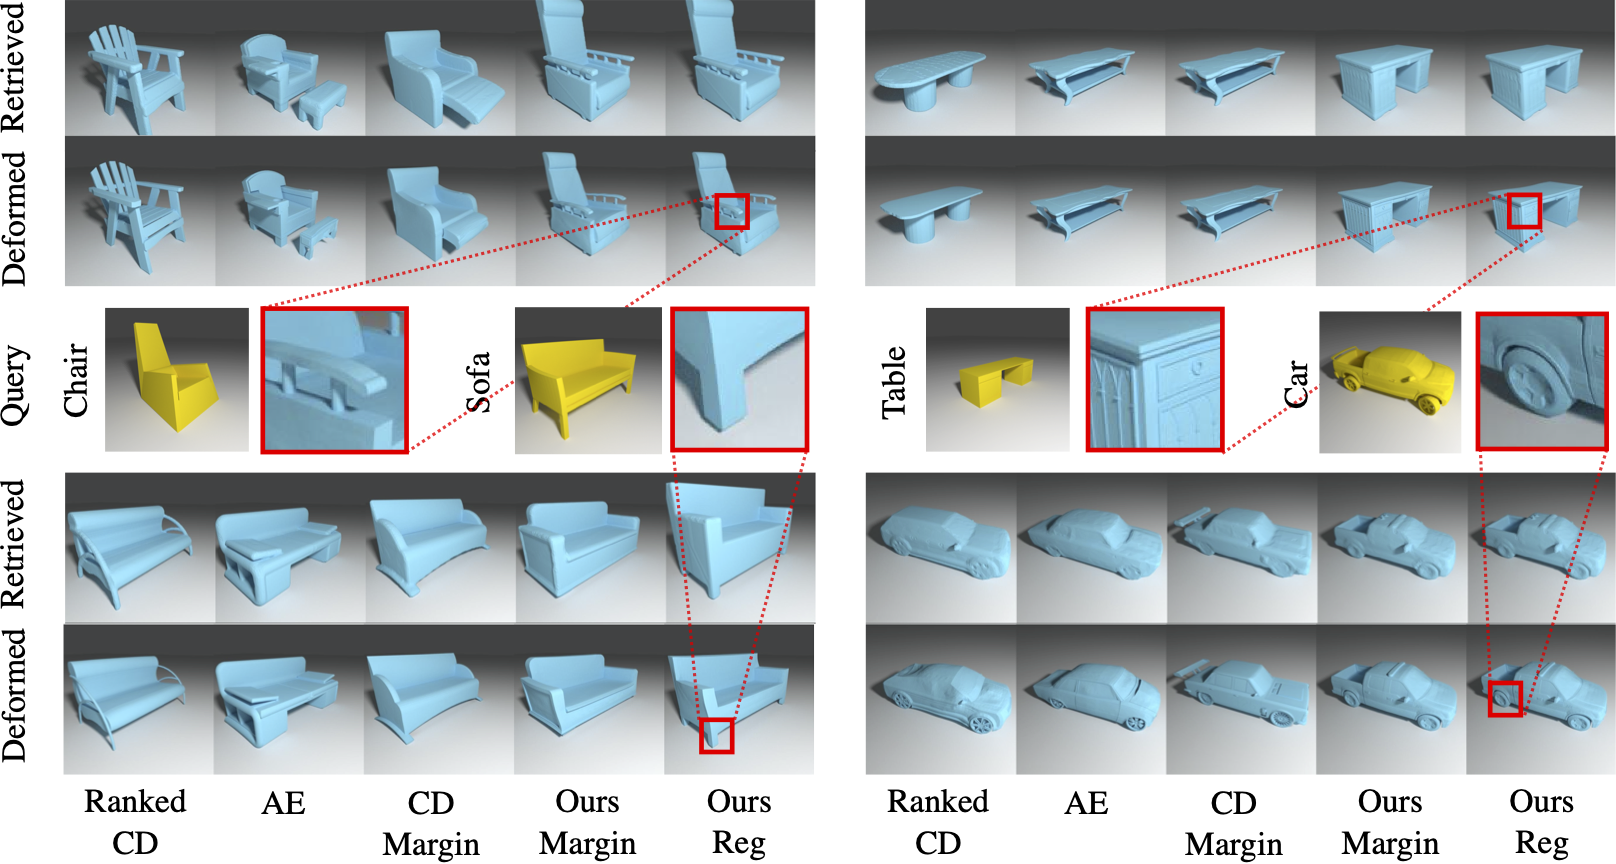 Retrieved
Deformed
Query
Chair
Sofa
Table
Car
Retrieved
Deformed
Ranked CD
AE
CD Margin
Ours Margin
Ours Reg
Ranked CD
AE
CD Margin
Ours Margin
Ours Reg